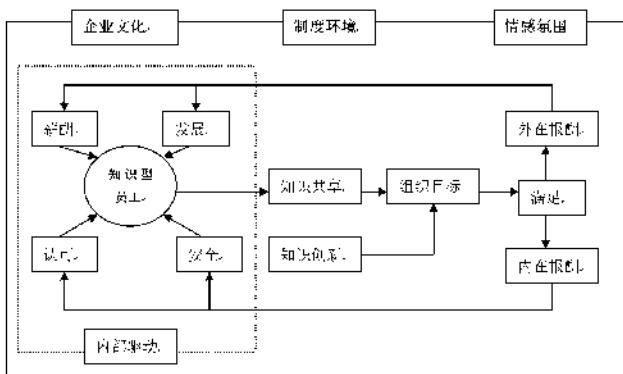 企业文化
制度环境
情感氛围
薪酬
发展
外在报酬
知识型
员工
知识共享
组织目标
满足
认可
安全
知识创新
内在报酬
内部驱动